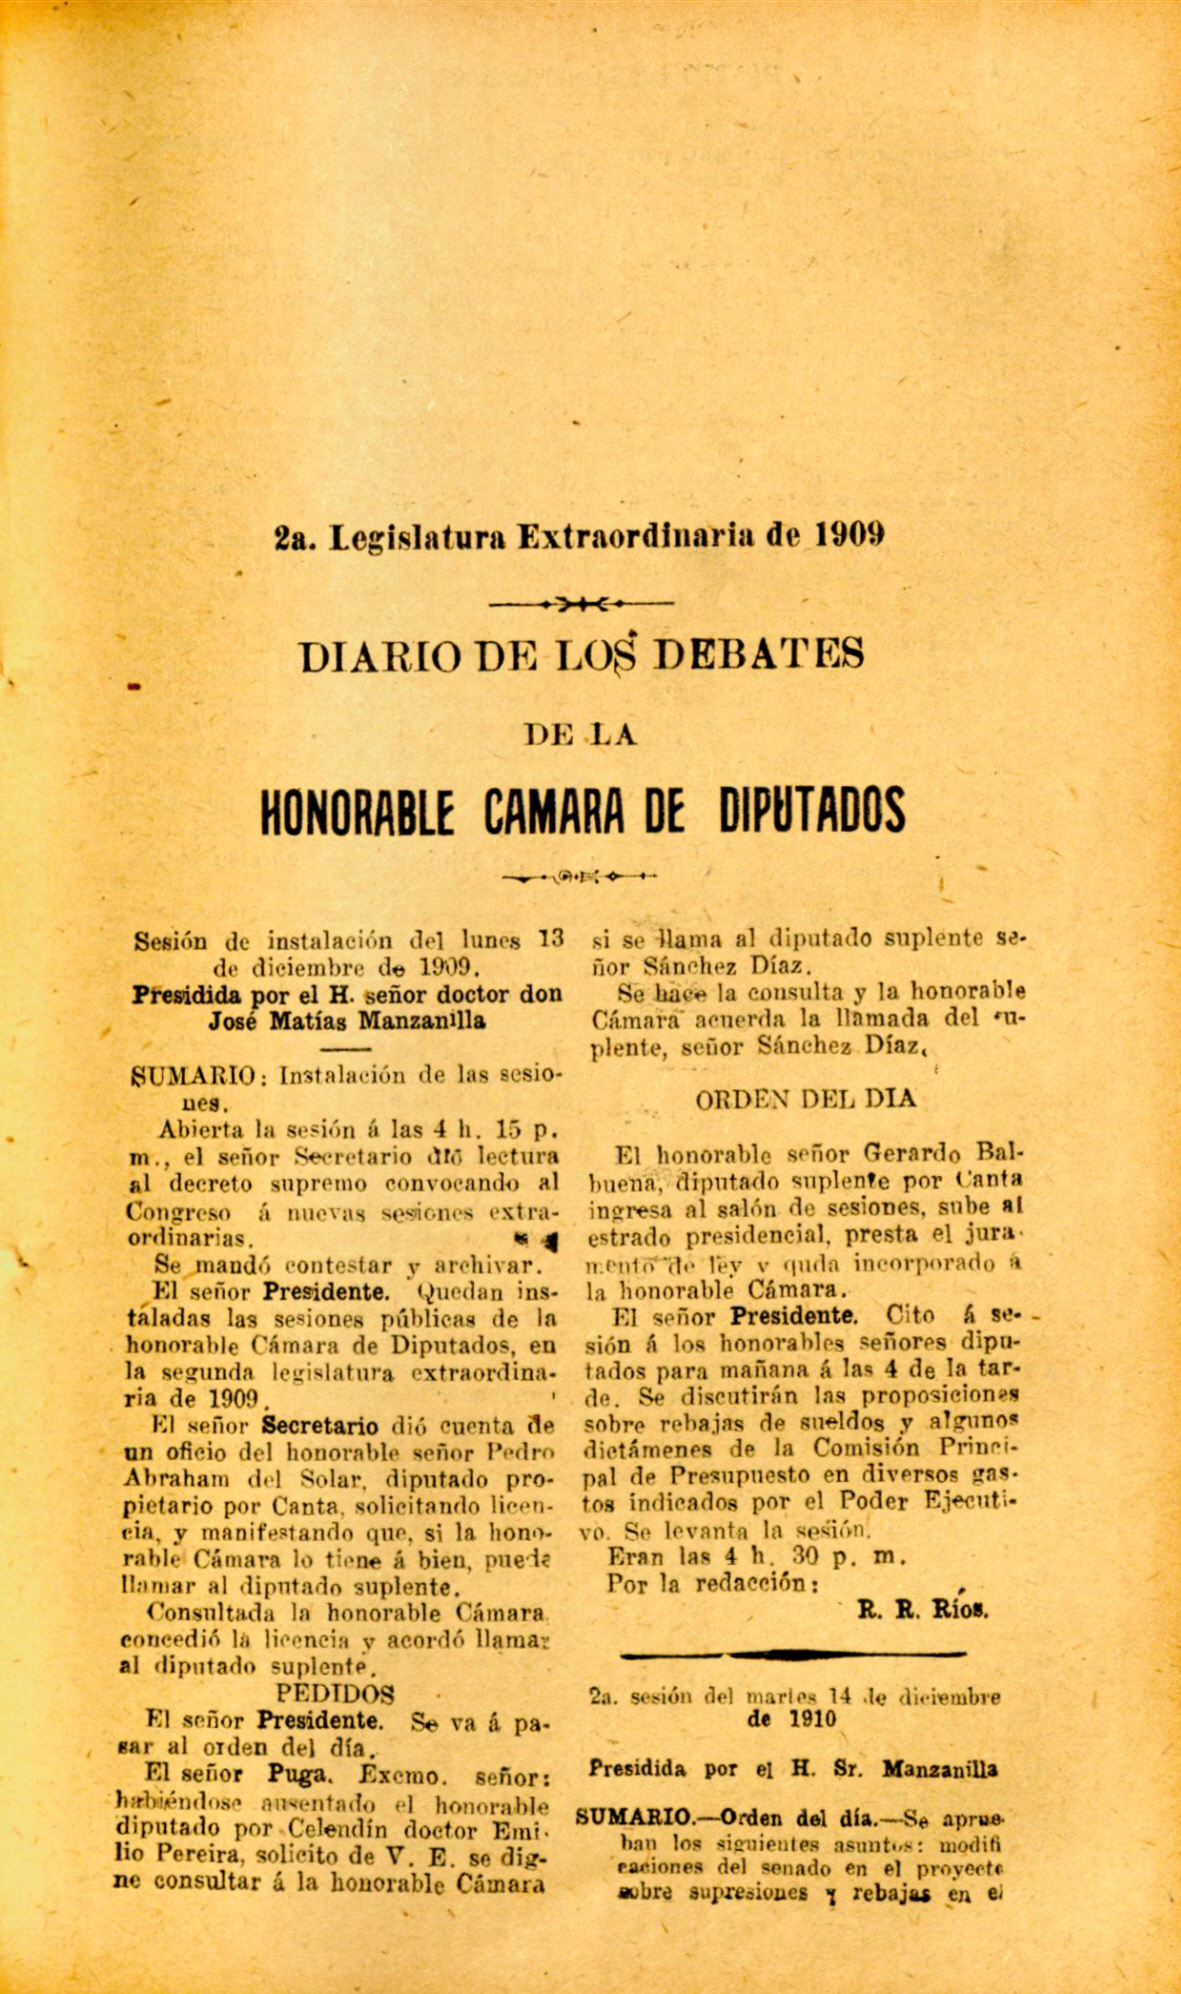 2a. Legislatura Extraordinaria de 1909
DIARIO DE LOS DEBATES
DE LA
HONORABLE CAMARA DE DIPUTADOS
Sesión de instalación del lunes 13
de diciembre de 1909.
Presidida por el H. señor doctor don
José Matías Manzanilla
SUMARIO: Instalación de las sesio-
nes.
Abierta la sesión á las 4 h. 15 p.
m., el señor Secretario dió lectura
al decreto supremo convocando al
Congreso á nuevas sesiones extra-
ordinarias.
Se mandó contestar y archivar.
El señor Presidente. Quedan ins-
taladas las sesiones públicas de la
honorable Cámara de Diputados, en
la segunda legislatura extraordina-
ria de 1909.
El señor Secretario dió cuenta de
un oficio del honorable señor Pedro
Abraham del Solar, diputado pro-
pietario por Canta, solicitando licen-
cia, y manifestando que, si la hono-
rable Cámara lo tiene á bien, puede
llamar al diputado suplente.
Consultada la honorable Cámara
concedió la licencia y acordó llamar
al diputado suplente.
PEDIDOS
El señor Presidente. Se va á pa-
sar al orden del día.
El señor Puga. Excmo. señor:
habiéndose ausentado el honorable
diputado por Celendín doctor Emi-
lio Pereira, solicito de V. E. se dig-
ne consultar á la honorable Cámara
si se llama al diputado suplente se-
ñor Sánchez Díaz.
Se hace la consulta y la honorable
Cámara acuerda la llamada del su-
plente, señor Sánchez Díaz.
ORDEN DEL DIA
El honorable señor Gerardo Bal-
buena, diputado suplente por Canta
ingresa al salón de sesiones, sube al
estrado presidencial, presta el jura-
mento de ley y quda incorporado á
la honorable Cámara.
El señor Presidente. Cito á se-
sión á los honorables señores dipu-
tados para mañana á las 4 de la tar-
de. Se discutirán las proposiciones
sobre rebajas de sueldos y algunos
dictámenes de la Comisión Princi-
pal de Presupuesto en diversos gas-
tos indicados por el Poder Ejecuti-
vo. Se levanta la sesión.
Eran las 4 h. 30 p. m.
Por la redacción:
R. R. Ríos.
2a. sesión del martes 14 de diciembre
de 1910
Presidida por el H. Sr. Manzanilla
SUMARIO.—Orden del día.—Se aprue-
ban los siguientes asuntos: modifi
caciones del senado en el proyecto
sobre supresiones y rebajas en el